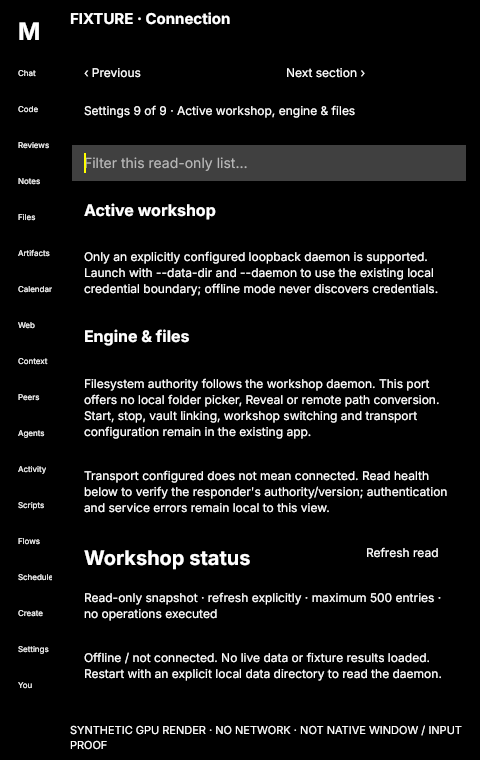 M
FIXTURE · Connection
‹ Previous
Next section ›
Settings 9 of 9 · Active workshop, engine & files
Filter this read-only list...
Active workshop
Only an explicitly configured loopback daemon is supported.
Launch with --data-dir and --daemon to use the existing local
credential boundary; offline mode never discovers credentials.
Engine & files
Filesystem authority follows the workshop daemon. This port
offers no local folder picker, Reveal or remote path conversion.
Start, stop, vault linking, workshop switching and transport
configuration remain in the existing app.
Transport configured does not mean connected. Read health
below to verify the responder's authority/version; authentication
and service errors remain local to this view.
Workshop status
Refresh read
Read-only snapshot · refresh explicitly · maximum 500 entries ·
no operations executed
Offline / not connected. No live data or fixture results loaded.
Restart with an explicit local data directory to read the daemon.
Chat
Code
Reviews
Notes
Files
Artifacts
Calendar
Web
Context
Peers
Agents
Activity
Scripts
Flows
Schedule
Create
Settings
You
SYNTHETIC GPU RENDER · NO NETWORK · NOT NATIVE WINDOW / INPUT
PROOF